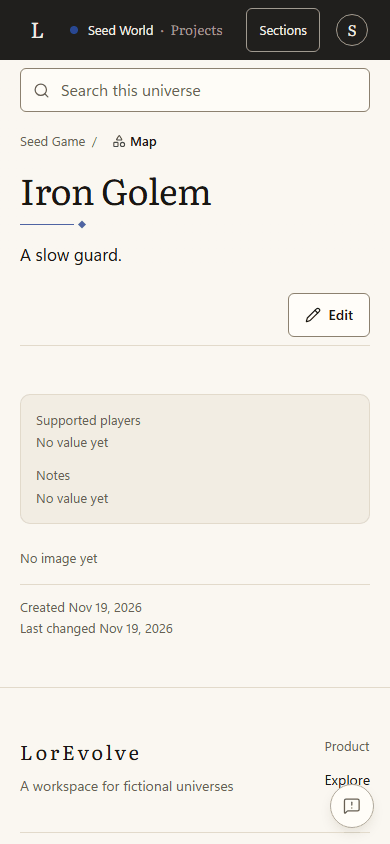 L Seed World · Projects Sections S
Search this universe
Seed Game / Map
Iron Golem
A slow guard.
Edit
Supported players
No value yet
Notes
No value yet
No image yet
Created Nov 19, 2026
Last changed Nov 19, 2026
LorEvolve
Product
A workspace for fictional universes
Explore